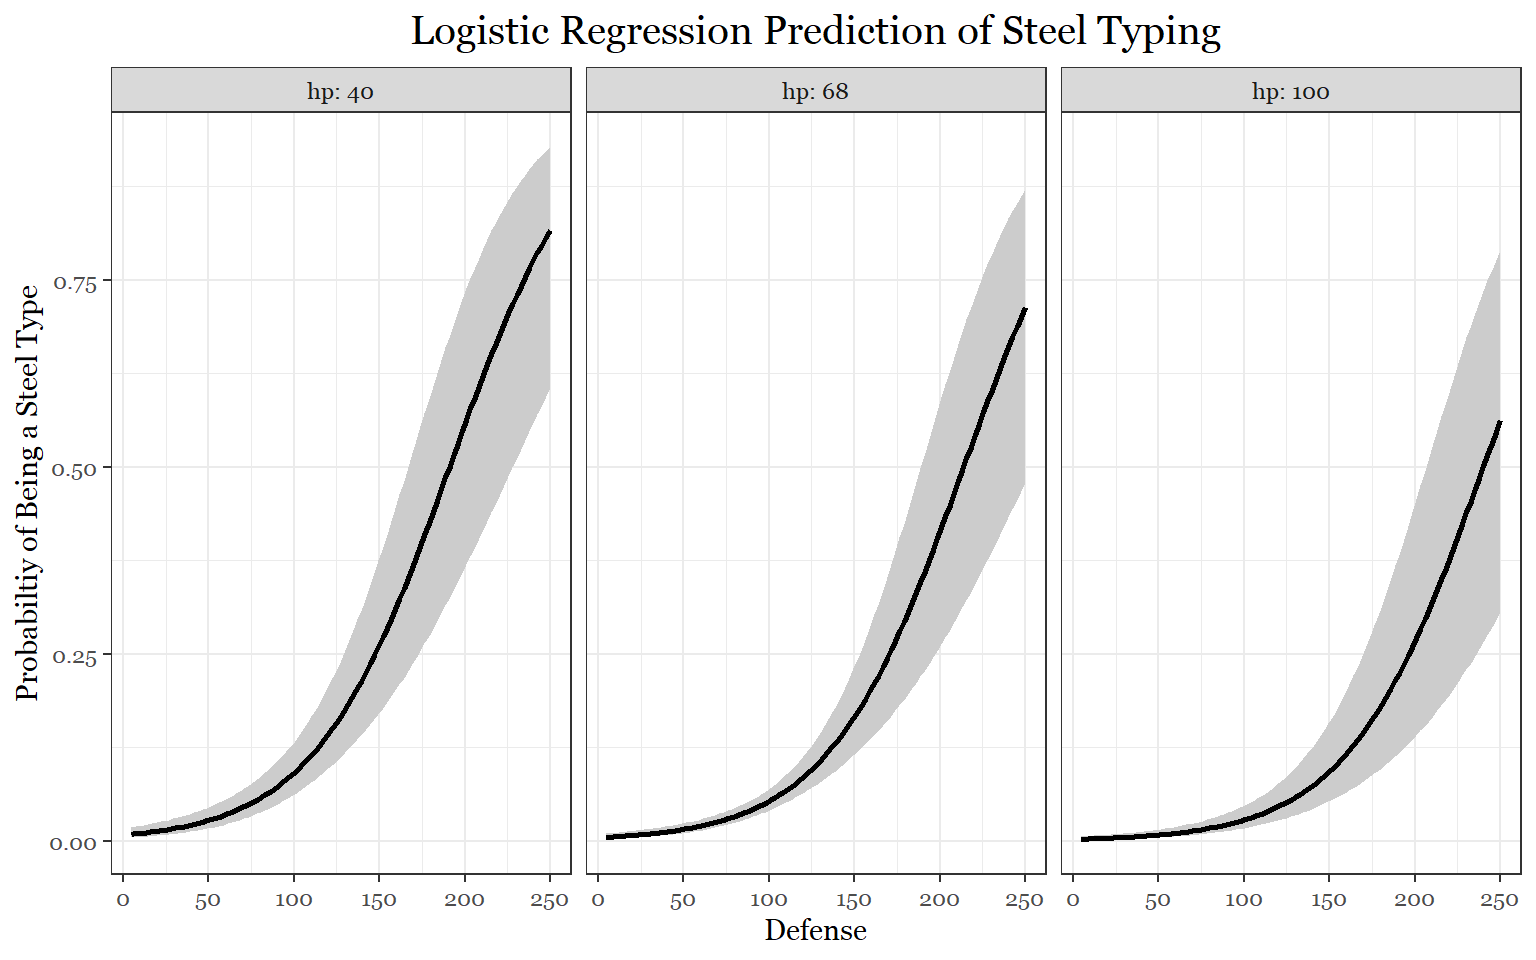 Logistic Regression Prediction of Steel Typing
hp: 40
hp: 68
hp: 100
Probabiltiy of Being a Steel Type
0.75
0.50
0.25
0.00
0 50 100 150 200 250
0 50 100 150 200 250
0 50 100 150 200 250
Defense